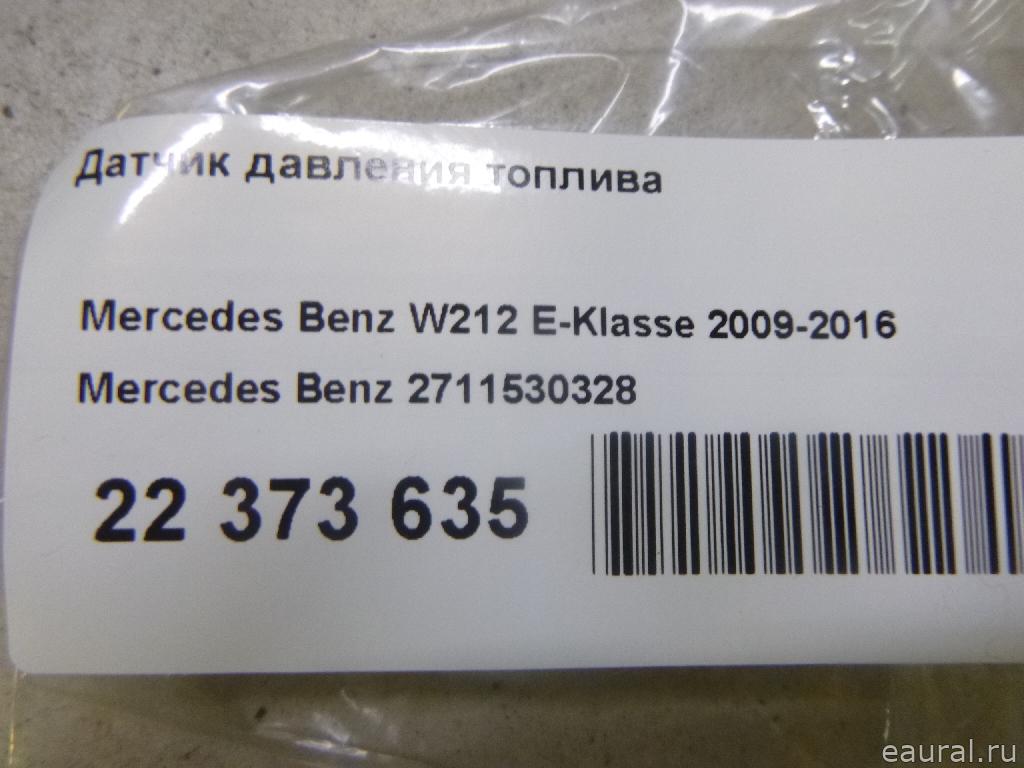 Датчик давления топлива
Mercedes Benz W212 E-Klasse 2009-2016
Mercedes Benz 2711530328
22 373 635
eaural.ru